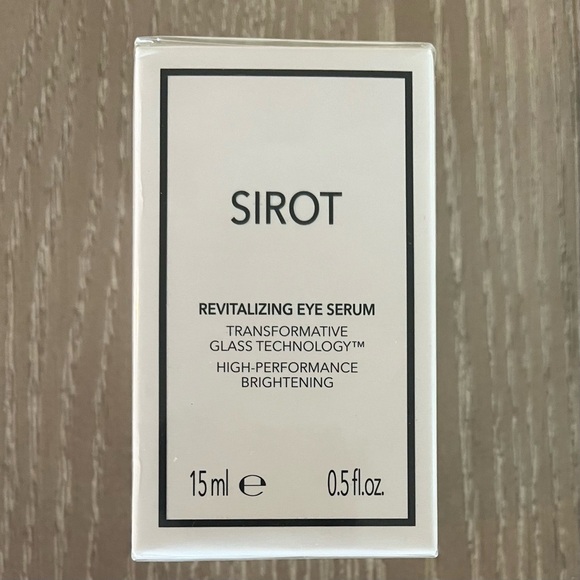 SIROT
REVITALIZING EYE SERUM
TRANSFORMATIVE
GLASS TECHNOLOGY™
HIGH-PERFORMANCE
BRIGHTENING
15 ml ℮ 0.5 fl.oz.